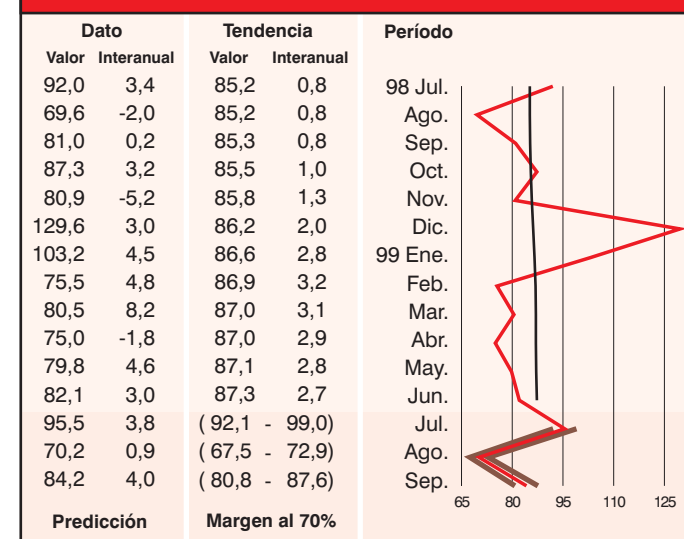 Dato Tendencia Período
Valor Interanual Valor Interanual
92,0 3,4 85,2 0,8 98 Jul.
69,6 -2,0 85,2 0,8 Ago.
81,0 0,2 85,3 0,8 Sep.
87,3 3,2 85,5 1,0 Oct.
80,9 -5,2 85,8 1,3 Nov.
129,6 3,0 86,2 2,0 Dic.
103,2 4,5 86,6 2,8 99 Ene.
75,5 4,8 86,9 3,2 Feb.
80,5 8,2 87,0 3,1 Mar.
75,0 -1,8 87,0 2,9 Abr.
79,8 4,6 87,1 2,8 May.
82,1 3,0 87,3 2,7 Jun.
95,5 3,8 ( 92,1 - 99,0) Jul.
70,2 0,9 ( 67,5 - 72,9) Ago.
84,2 4,0 ( 80,8 - 87,6) Sep.
65 80 95 110 125
Predicción Margen al 70%